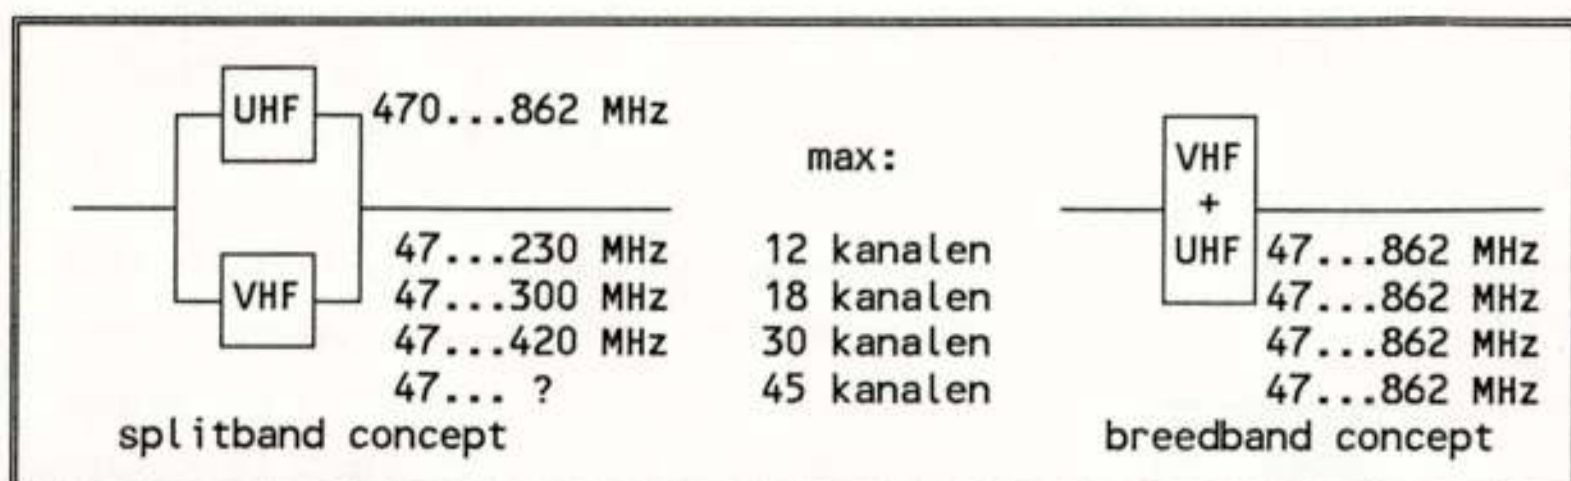 UHF 470...862 MHz
max:
VHF
+
UHF
47...230 MHz 12 kanalen 47...862 MHz
VHF 47...300 MHz 18 kanalen 47...862 MHz
47...420 MHz 30 kanalen 47...862 MHz
47... ? 45 kanalen 47...862 MHz
splitband concept breedband concept